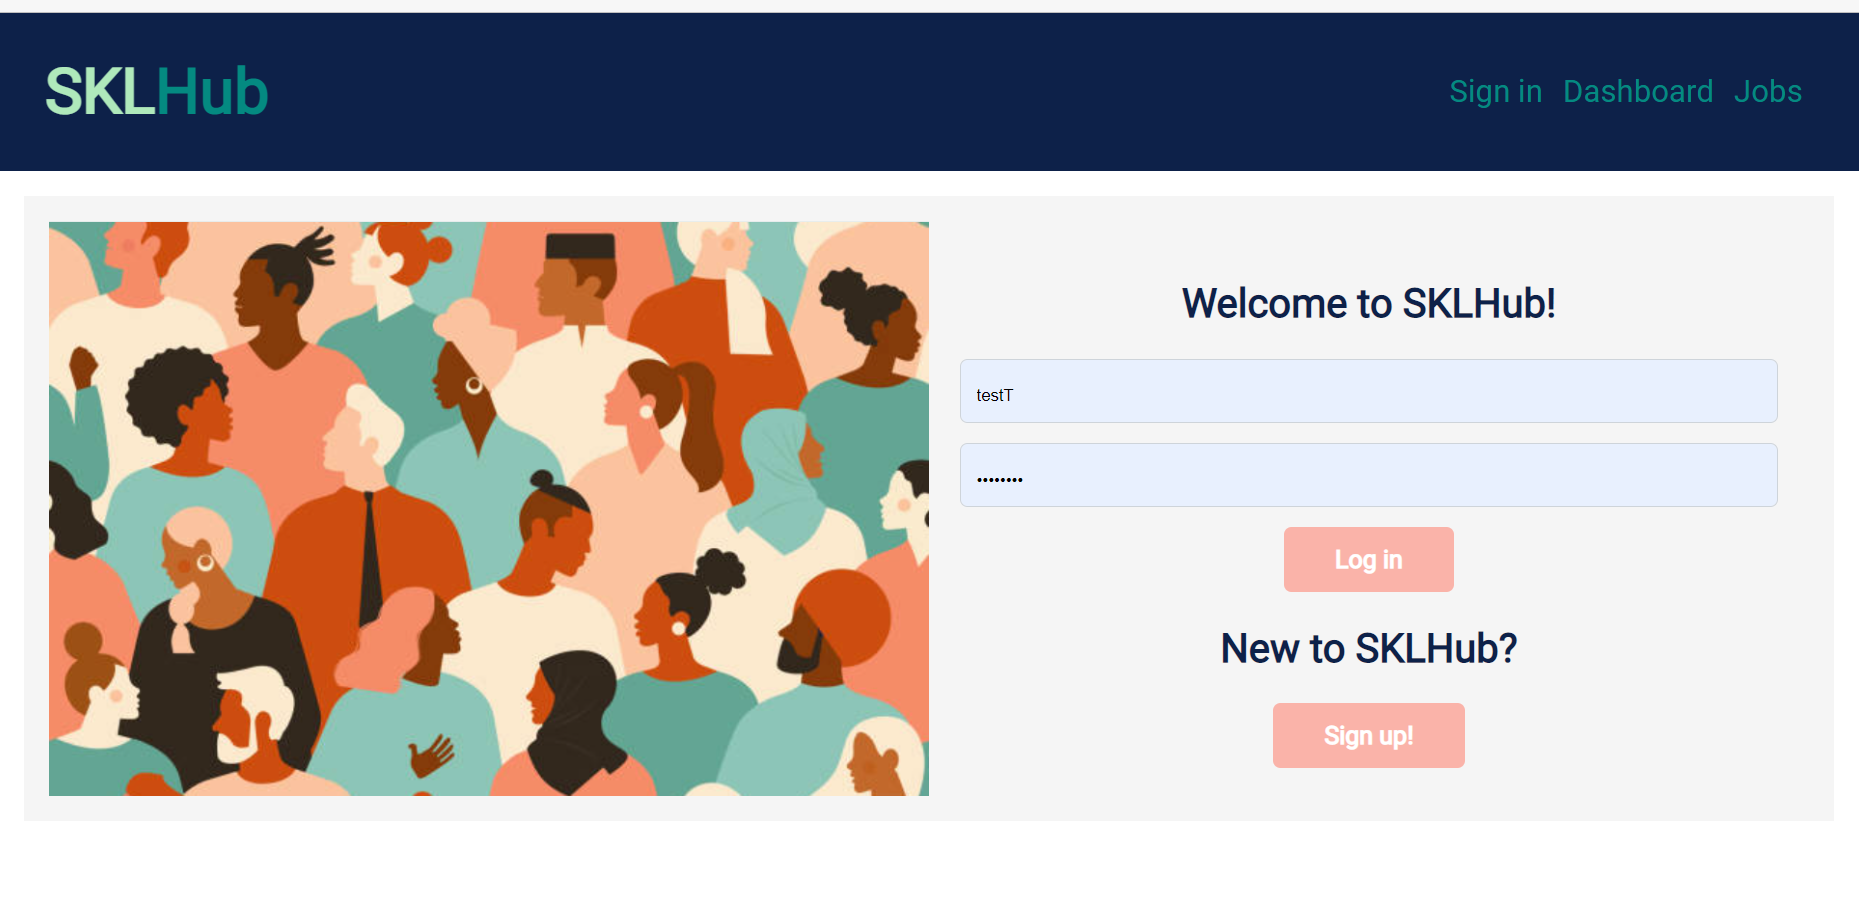 SKLHub
Sign in Dashboard Jobs
Welcome to SKLHub!
testT
••••••••
Log in
New to SKLHub?
Sign up!